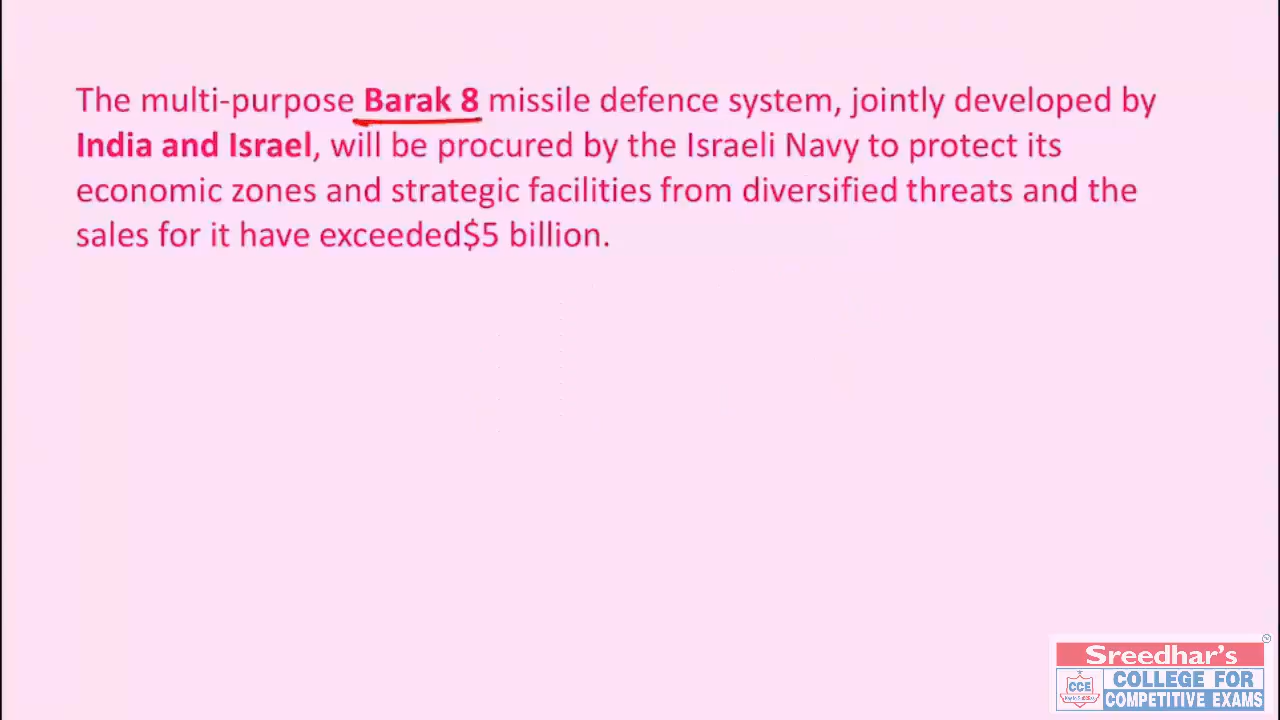 The multi-purpose Barak 8 missile defence system, jointly developed by
India and Israel, will be procured by the Israeli Navy to protect its
economic zones and strategic facilities from diversified threats and the
sales for it have exceeded$5 billion.
Sreedhar's
CCE
COLLEGE FOR
COMPETITIVE EXAMS